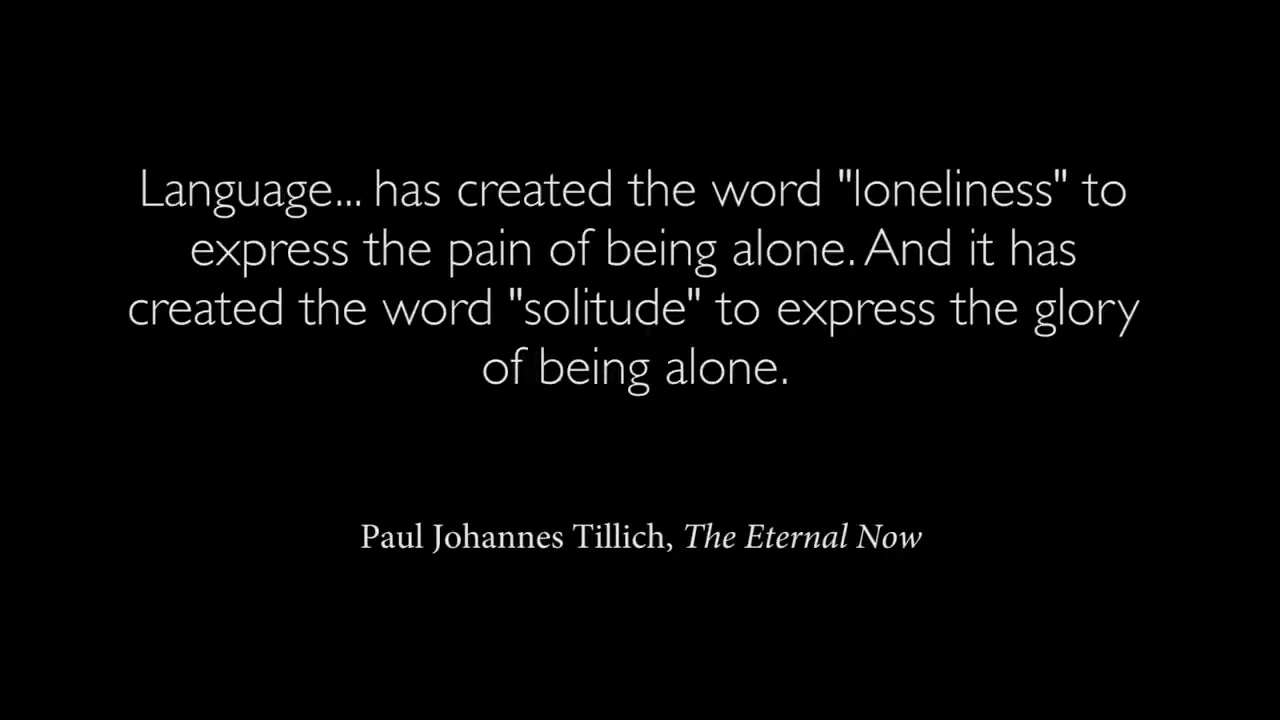 Language... has created the word "loneliness" to
express the pain of being alone. And it has
created the word "solitude" to express the glory
of being alone.
Paul Johannes Tillich, The Eternal Now